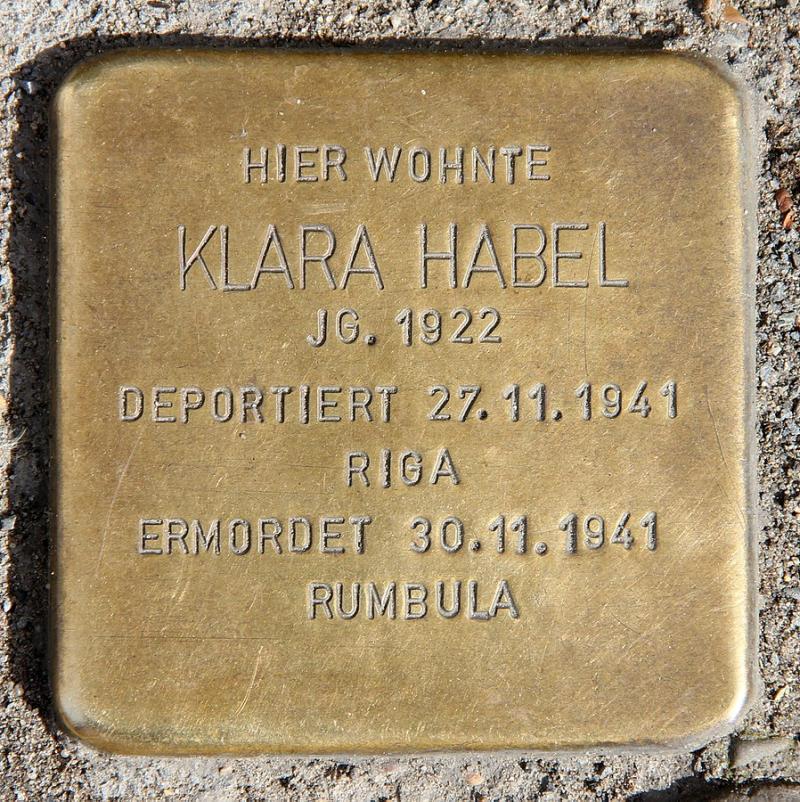 HIER WOHNTE
KLARA HABEL
JG. 1922
DEPORTIERT 27.11.1941
RIGA
ERMORDET 30.11.1941
RUMBULA